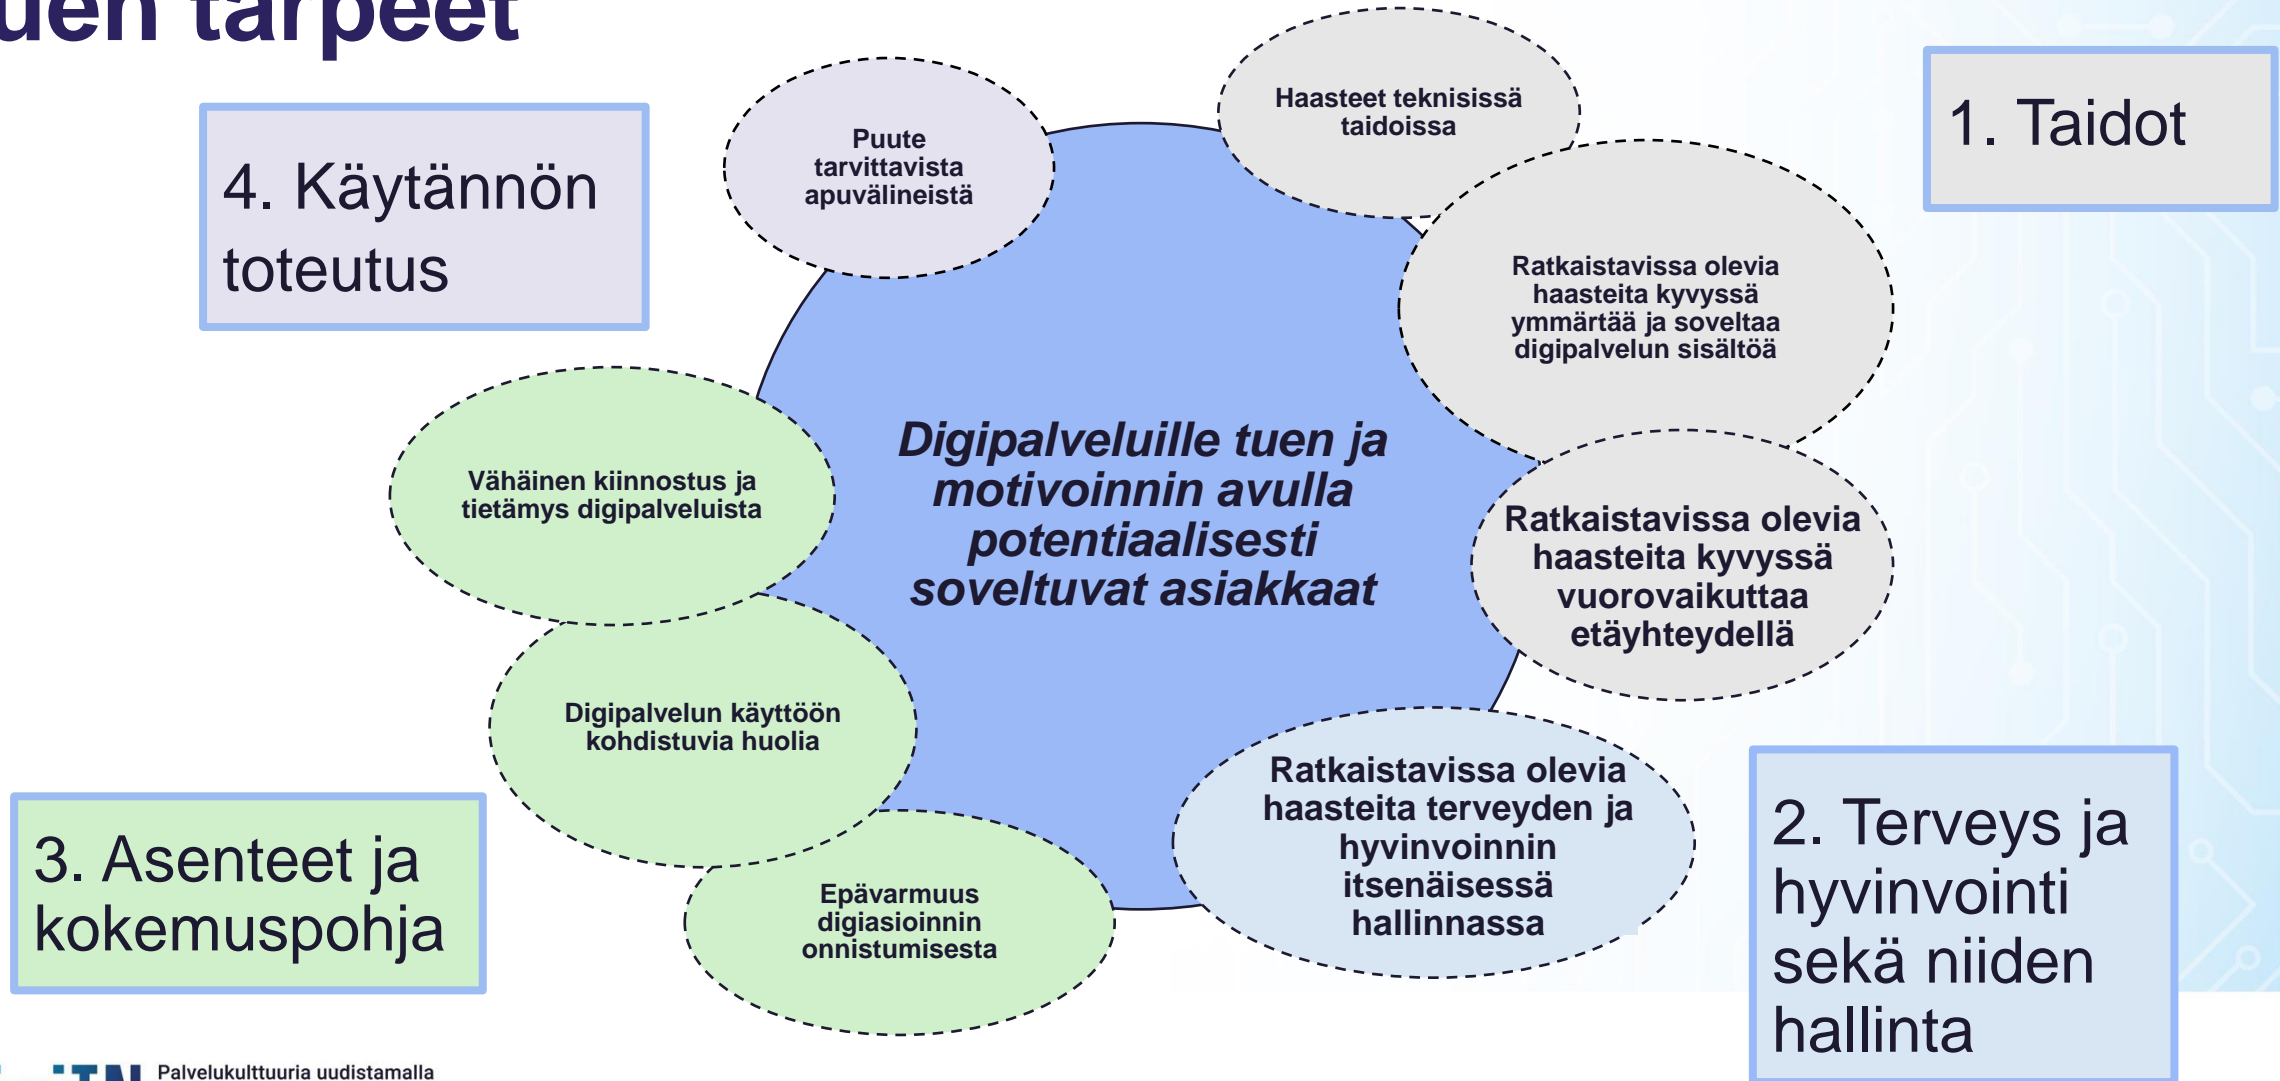 tarpeet
1. Taidot
Haasteet teknisissä
taidoissa
Ratkaistavissa olevia
haasteita kyvyssä
ymmärtää ja soveltaa
digipalvelun sisältöä
Ratkaistavissa olevia
haasteita kyvyssä
vuorovaikuttaa
etäyhteydellä
2. Terveys ja
hyvinvointi
sekä niiden
hallinta
Ratkaistavissa olevia
haasteita terveyden ja
hyvinvoinnin
itsenäisessä
hallinnassa
3. Asenteet ja
kokemuspohja
Epävarmuus
digiasioinnin
onnistumisesta
Digipalvelun käyttöön
kohdistuvia huolia
Vähäinen kiinnostus ja
tietämys digipalveluista
4. Käytännön
toteutus
Puute
tarvittavista
apuvälineistä
Digipalveluille tuen ja
motivoinnin avulla
potentiaalisesti
soveltuvat asiakkaat
Palvelukulttuuria uudistamalla